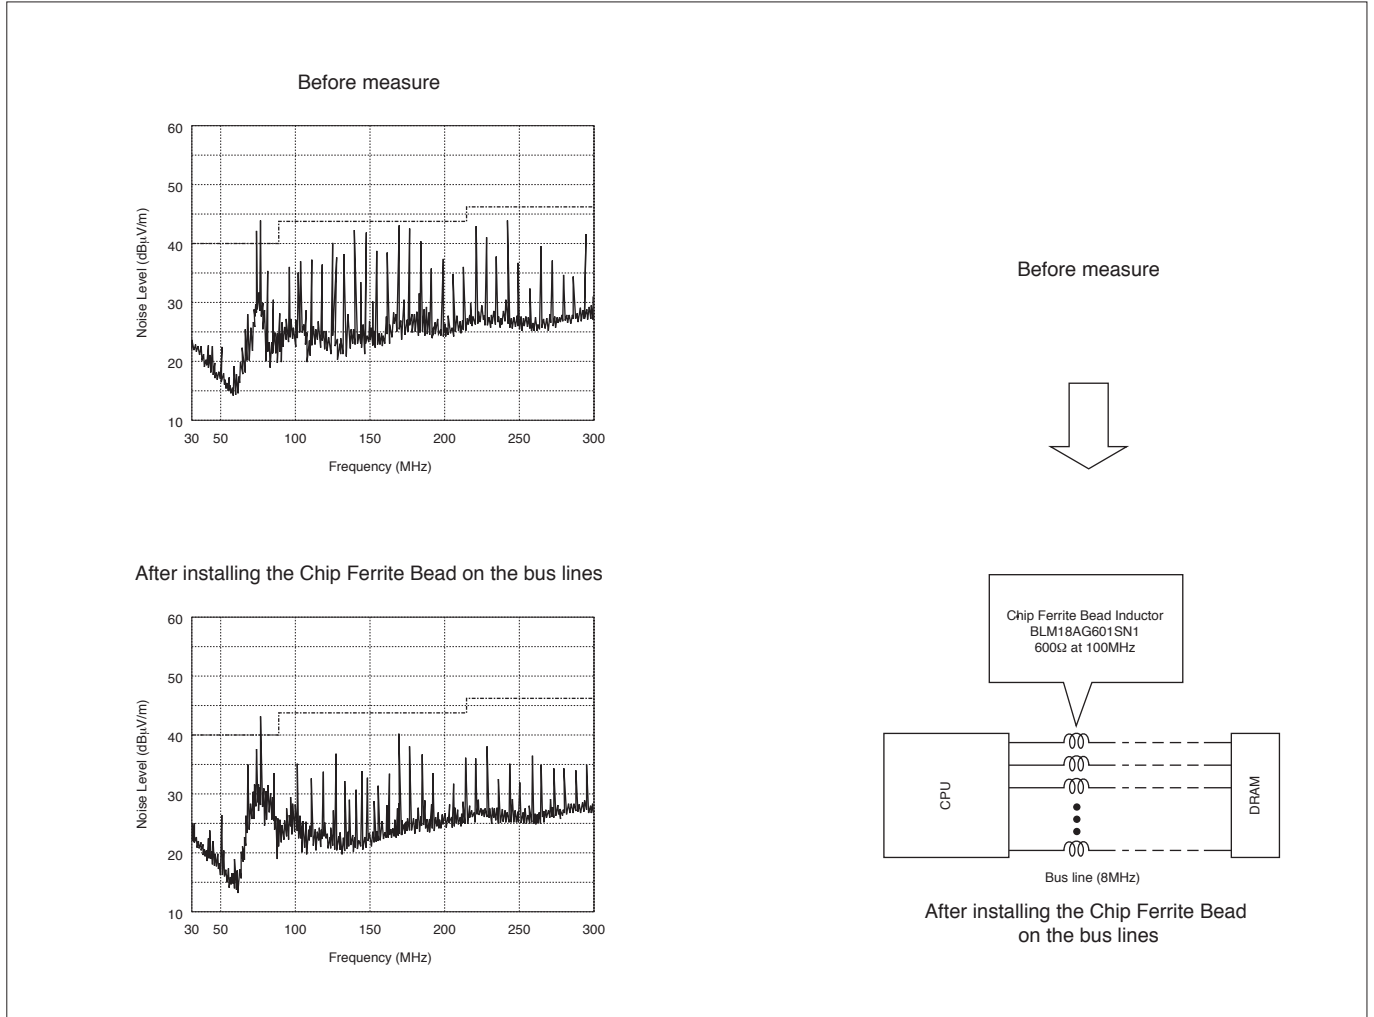 Before measure
60
50
40
30
20
10
Noise Level (dBµV/m)
30 50 100 150 200 250 300
Frequency (MHz)
After installing the Chip Ferrite Bead on the bus lines
60
50
40
30
20
10
Noise Level (dBµV/m)
30 50 100 150 200 250 300
Frequency (MHz)
Before measure
Chip Ferrite Bead Inductor
BLM18AG601SN1
600Ω at 100MHz
CPU
DRAM
Bus line (8MHz)
After installing the Chip Ferrite Bead
on the bus lines